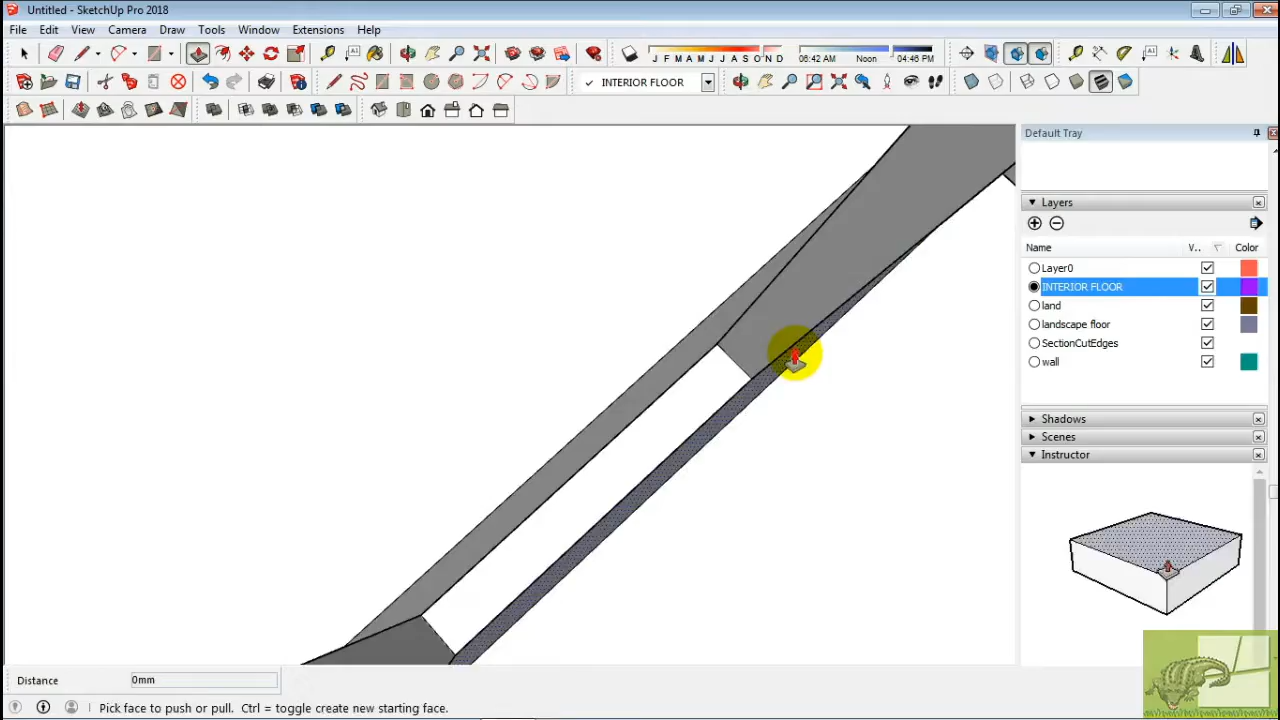 Untitled - SketchUp Pro 2018
File Edit View Camera Draw Tools Window Extensions Help
J F M A M J J A S O N D 06:42 AM Noon 04:46 PM
INTERIOR FLOOR
Default Tray
Layers
Name V.. Color
Layer0
INTERIOR FLOOR
land
landscape floor
SectionCutEdges
wall
Shadows
Scenes
Instructor
Distance 0mm
Pick face to push or pull. Ctrl = toggle create new starting face.